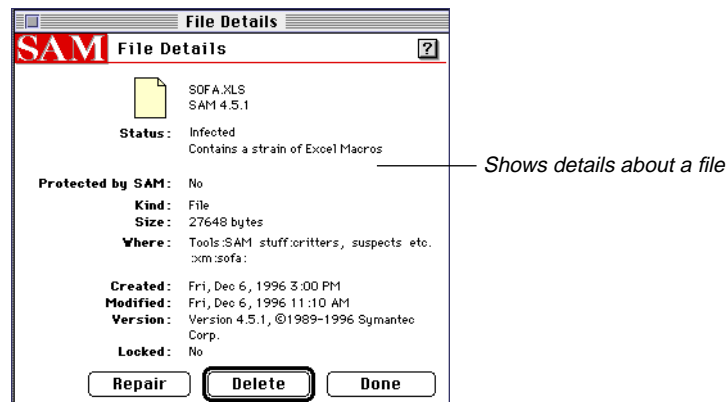 File Details
SAM File Details ?
SOFA.XLS
SAM 4.5.1
Status: Infected
Contains a strain of Excel Macros
Shows details about a file
Protected by SAM: No
Kind: File
Size: 27648 bytes
Where: Tools:SAM stuff:critters, suspects etc.
:xm:sofa:
Created: Fri, Dec 6, 1996 3:00 PM
Modified: Fri, Dec 6, 1996 11:10 AM
Version: Version 4.5.1, ©1989-1996 Symantec
Corp.
Locked: No
Repair Delete Done